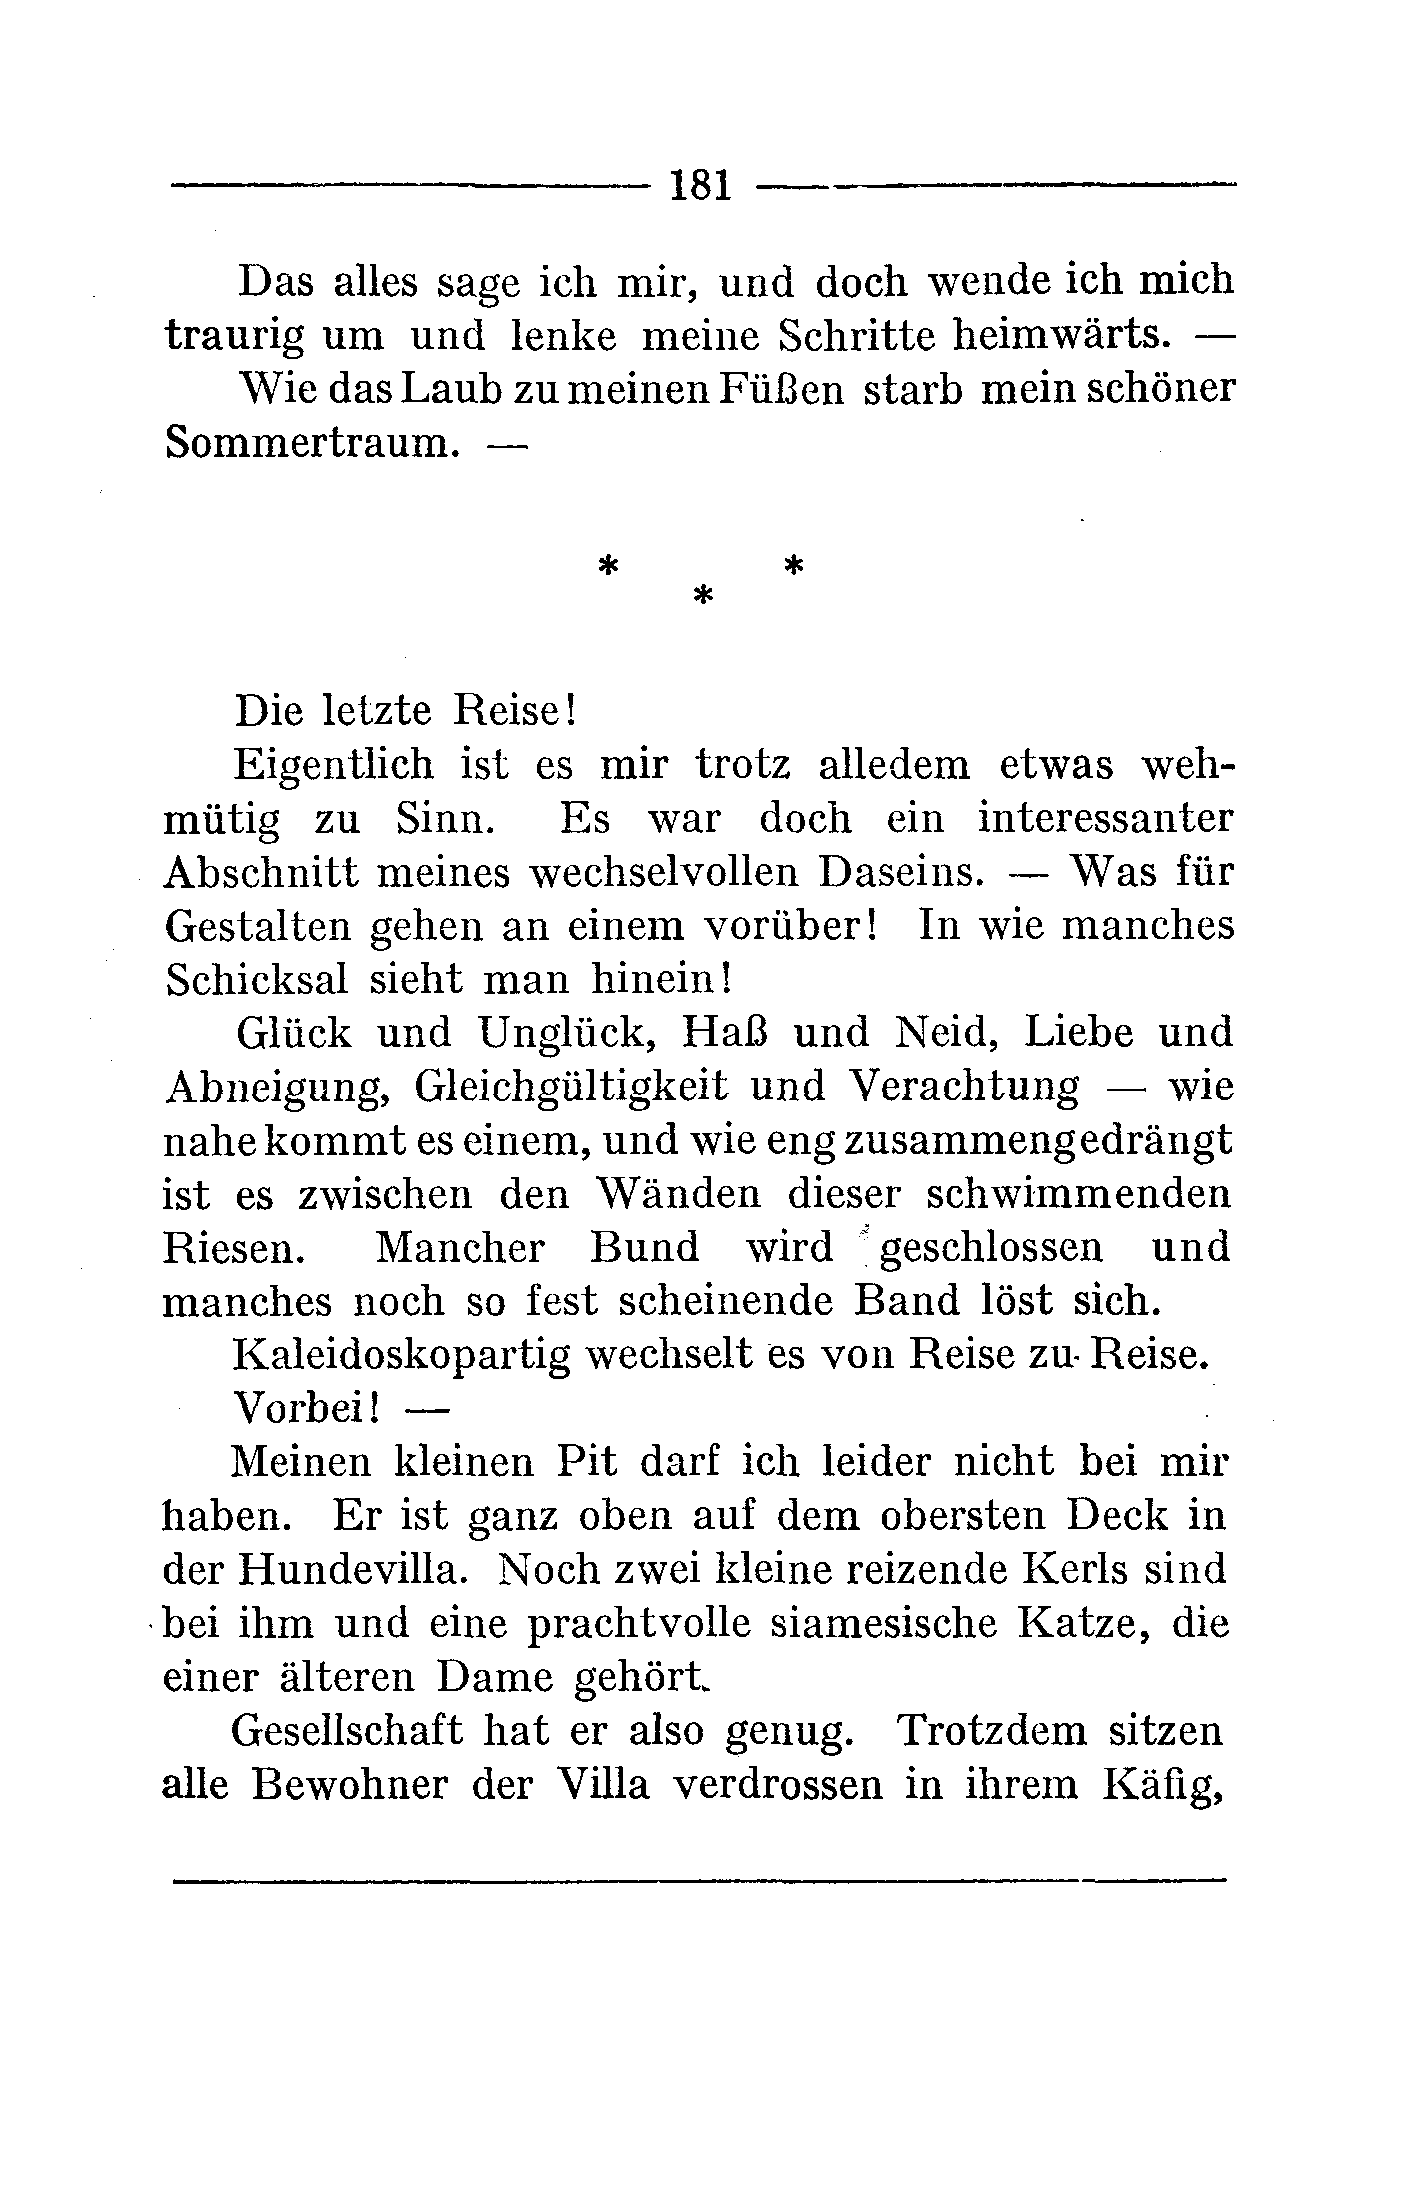 181
Das alles sage ich mir, und doch wende ich mich
traurig um und lenke meine Schritte heimwärts. —
Wie das Laub zu meinen Füßen starb mein schöner
Sommertraum. —
* *
*
Die letzte Reise!
Eigentlich ist es mir trotz alledem etwas weh-
mütig zu Sinn. Es war doch ein interessanter
Abschnitt meines wechselvollen Daseins. — Was für
Gestalten gehen an einem vorüber! In wie manches
Schicksal sieht man hinein!
Glück und Unglück, Haß und Neid, Liebe und
Abneigung, Gleichgültigkeit und Verachtung — wie
nahe kommt es einem, und wie eng zusammengedrängt
ist es zwischen den Wänden dieser schwimmenden
Riesen. Mancher Bund wird geschlossen und
manches noch so fest scheinende Band löst sich.
Kaleidoskopartig wechselt es von Reise zu Reise.
Vorbei! —
Meinen kleinen Pit darf ich leider nicht bei mir
haben. Er ist ganz oben auf dem obersten Deck in
der Hundevilla. Noch zwei kleine reizende Kerls sind
bei ihm und eine prachtvolle siamesische Katze, die
einer älteren Dame gehört.
Gesellschaft hat er also genug. Trotzdem sitzen
alle Bewohner der Villa verdrossen in ihrem Käfig,